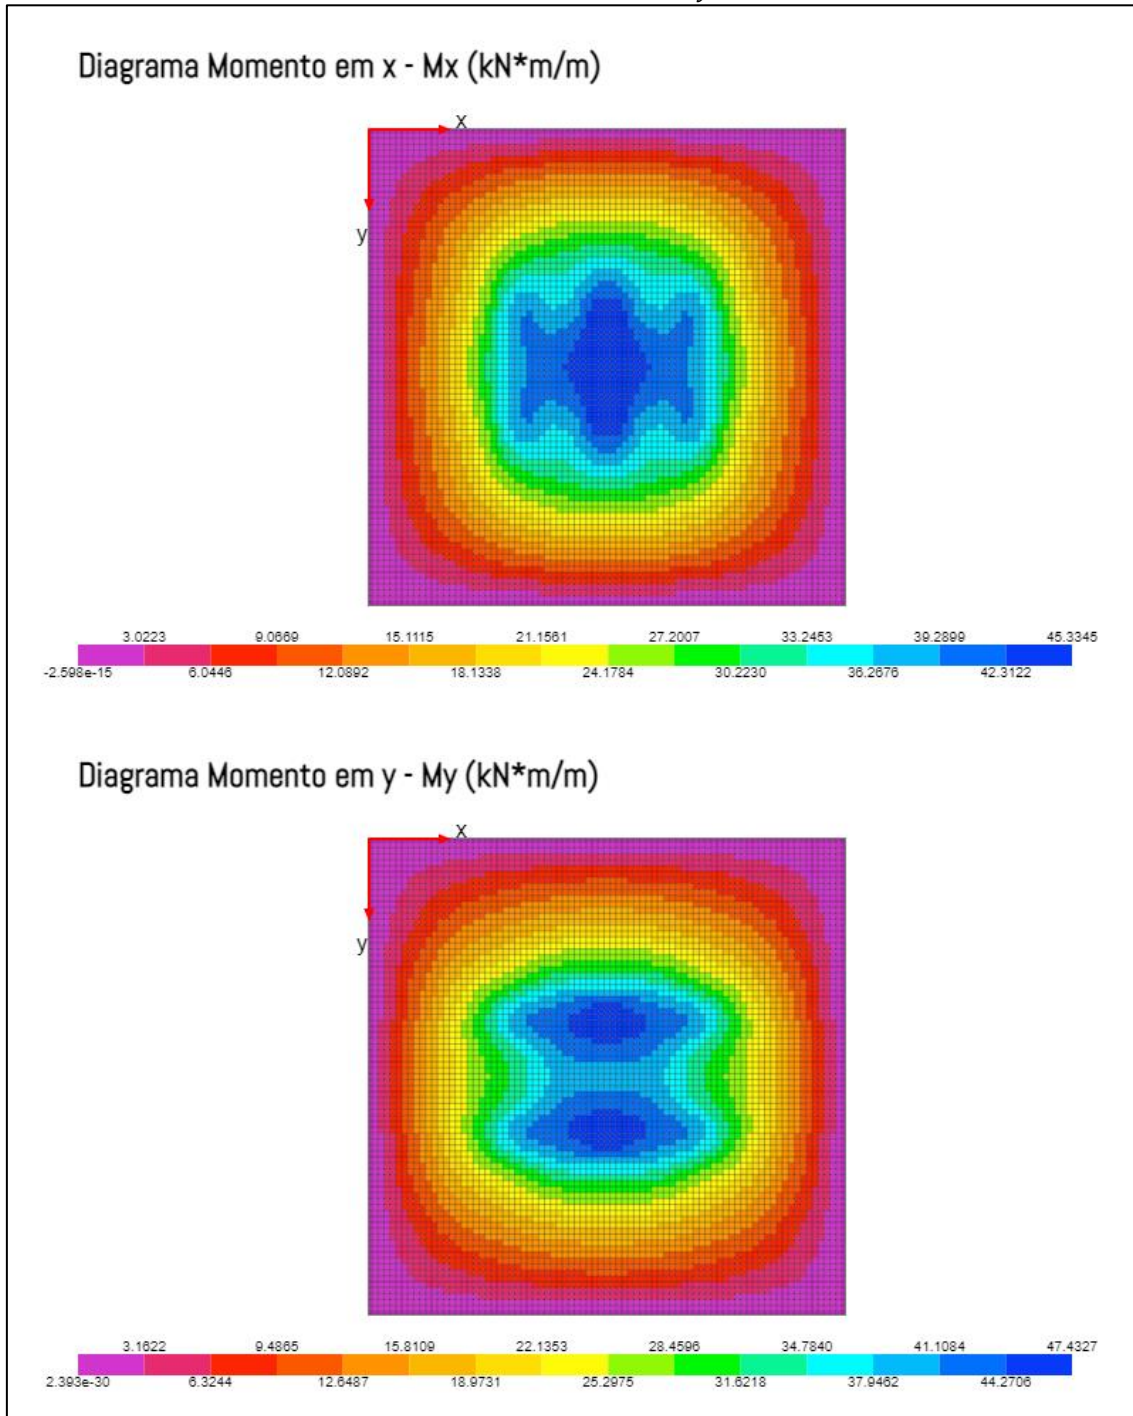 Diagrama Momento em x - Mx (kN*m/m)
x
y
3.0223 9.0669 15.1115 21.1561 27.2007 33.2453 39.2899 45.3345
-2.598e-15 6.0446 12.0892 18.1338 24.1784 30.2230 36.2676 42.3122
Diagrama Momento em y - My (kN*m/m)
x
y
3.1622 9.4865 15.8109 22.1353 28.4596 34.7840 41.1084 47.4327
2.393e-30 6.3244 12.6487 18.9731 25.2975 31.6218 37.9462 44.2706